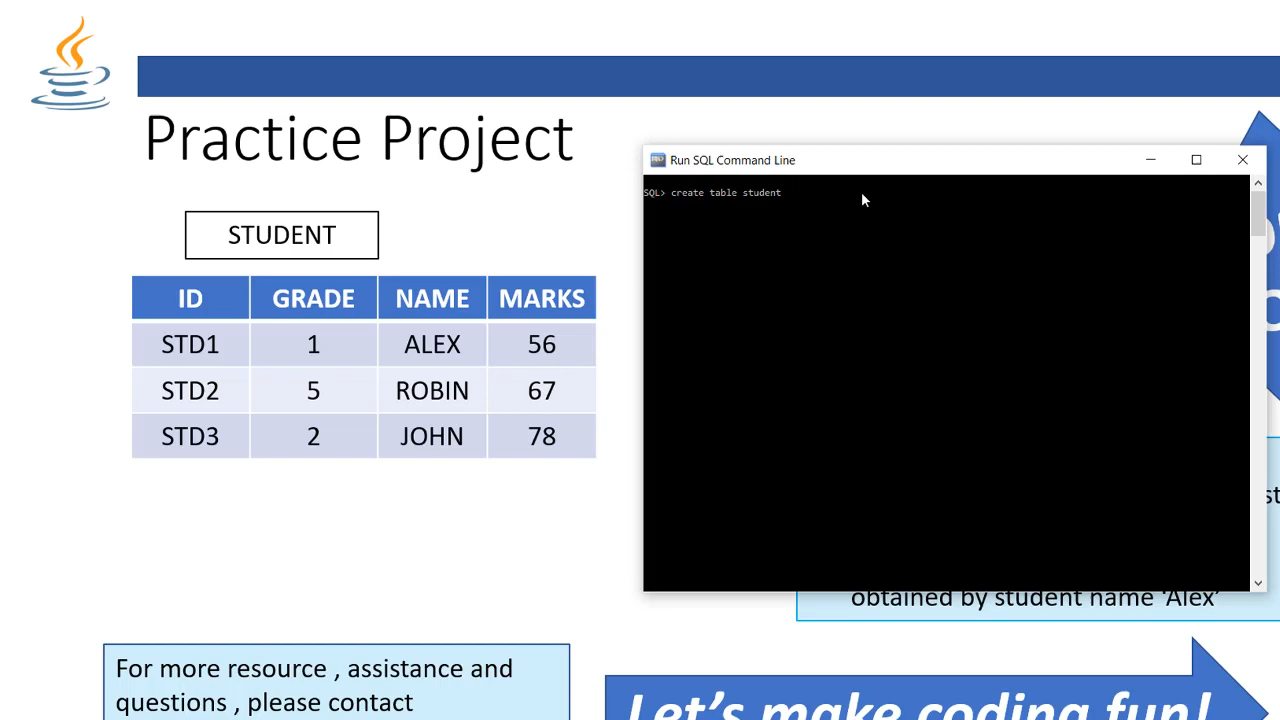 Practice Project
STUDENT
ID GRADE NAME MARKS
STD1 1 ALEX 56
STD2 5 ROBIN 67
STD3 2 JOHN 78
Run SQL Command Line
SQL> create table student
obtained by student name ‘Alex’
For more resource , assistance and
questions , please contact
Let’s make coding fun!